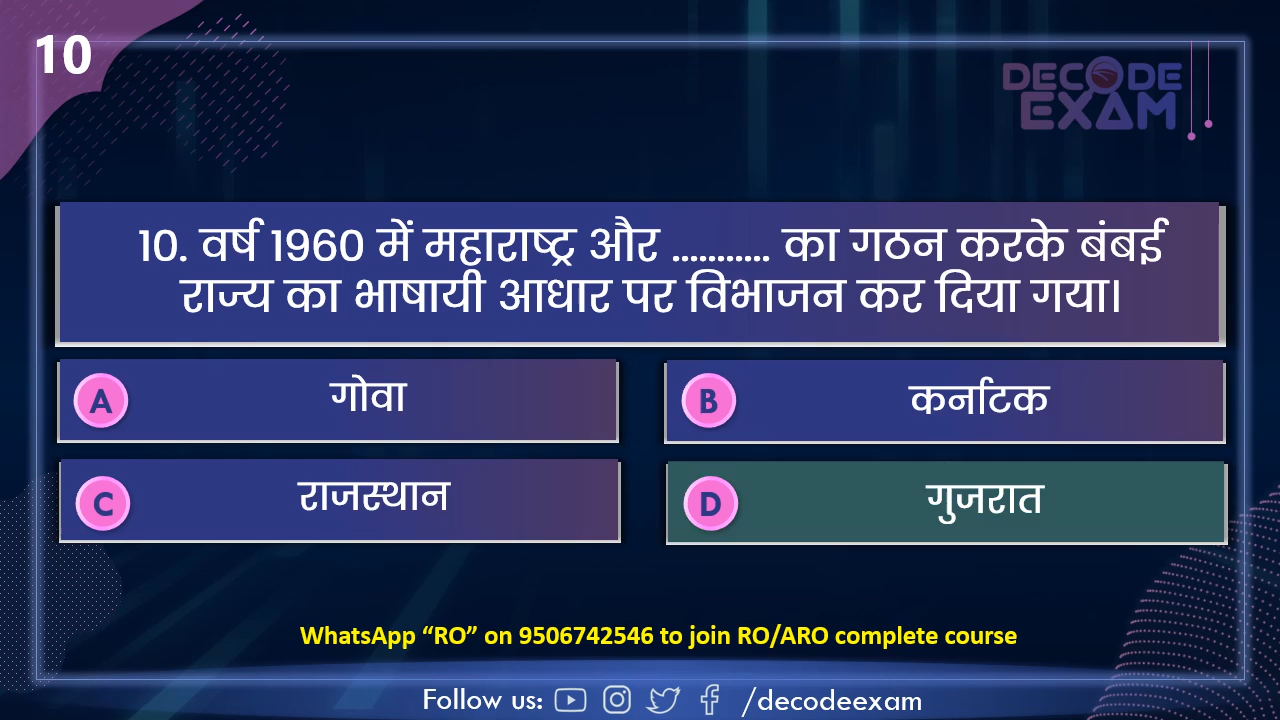 10
DECODE
EXAM
10. वर्ष 1960 में महाराष्ट्र और ........... का गठन करके बंबई
राज्य का भाषायी आधार पर विभाजन कर दिया गया।
A गोवा
B कर्नाटक
C राजस्थान
D गुजरात
WhatsApp “RO” on 9506742546 to join RO/ARO complete course
Follow us: /decodeexam